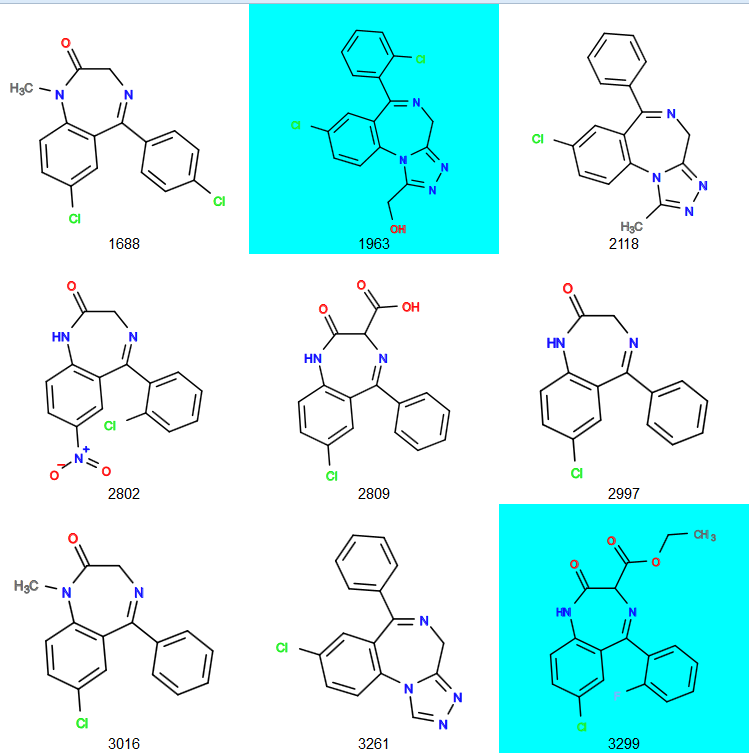 O
H₃C N N
Cl
Cl
1688
Cl
N
Cl
N N
N
OH
1963
N
Cl
N N
N
H₃C
2118
O
HN N
Cl
N⁺
O⁻ O
2802
O
OH
O
HN N
Cl
2809
O
HN N
Cl
2997
O
H₃C N N
Cl
3016
N
Cl
N N
N
3261
CH₃
O
O
O
HN N
F
Cl
3299